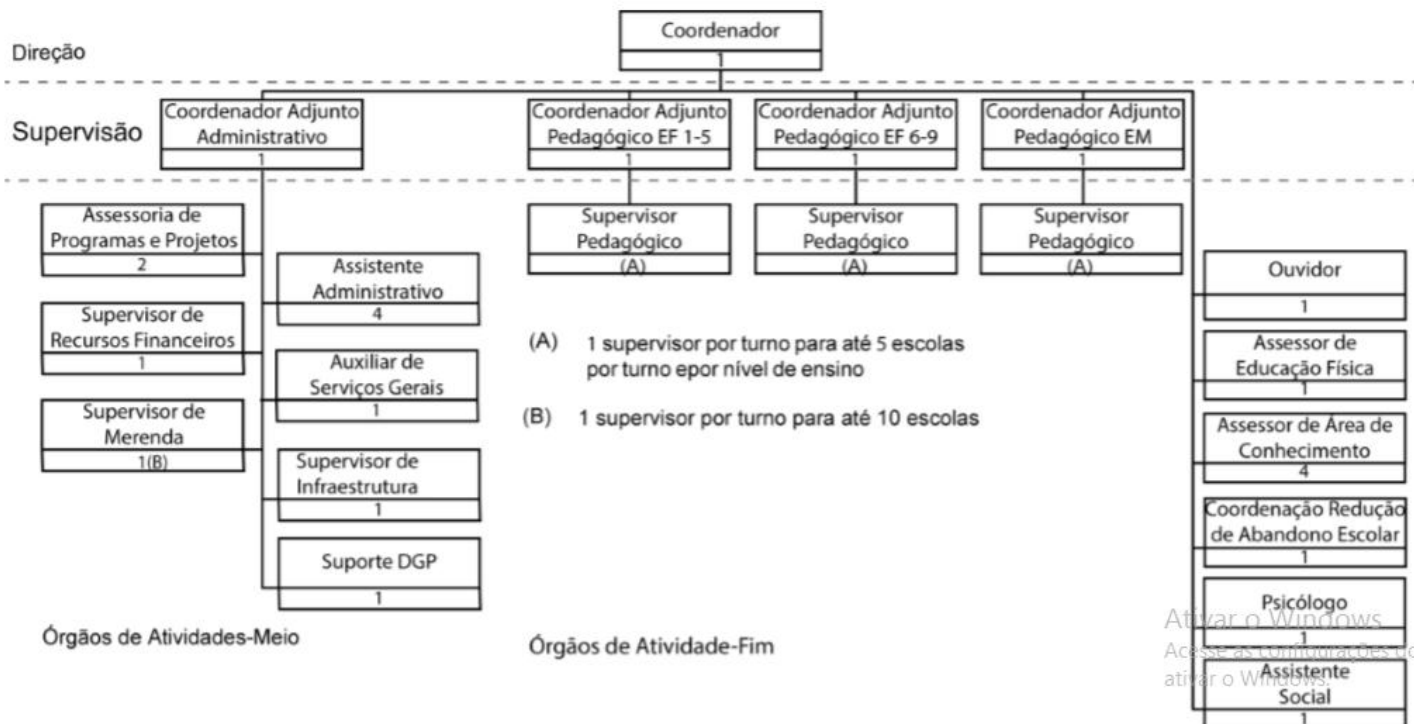 Direção
Coordenador
1
Supervisão
Coordenador Adjunto
Administrativo
1
Coordenador Adjunto
Pedagógico EF 1-5
1
Coordenador Adjunto
Pedagógico EF 6-9
1
Coordenador Adjunto
Pedagógico EM
1
Assessoria de
Programas e Projetos
2
Supervisor de
Recursos Financeiros
1
Supervisor de
Merenda
1(B)
Assistente
Administrativo
4
Auxiliar de
Serviços Gerais
1
Supervisor de
Infraestrutura
1
Suporte DGP
1
Órgãos de Atividades-Meio
Supervisor
Pedagógico
(A)
Supervisor
Pedagógico
(A)
Supervisor
Pedagógico
(A)
(A) 1 supervisor por turno para até 5 escolas
por turno epor nível de ensino
(B) 1 supervisor por turno para até 10 escolas
Órgãos de Atividade-Fim
Ouvidor
1
Assessor de
Educação Física
1
Assessor de Área de
Conhecimento
4
Coordenação Redução
de Abandono Escolar
1
Psicólogo
1
Assistente
Social
1
Ativar o Windows
Acesse as configurações do
ativar o Windows.